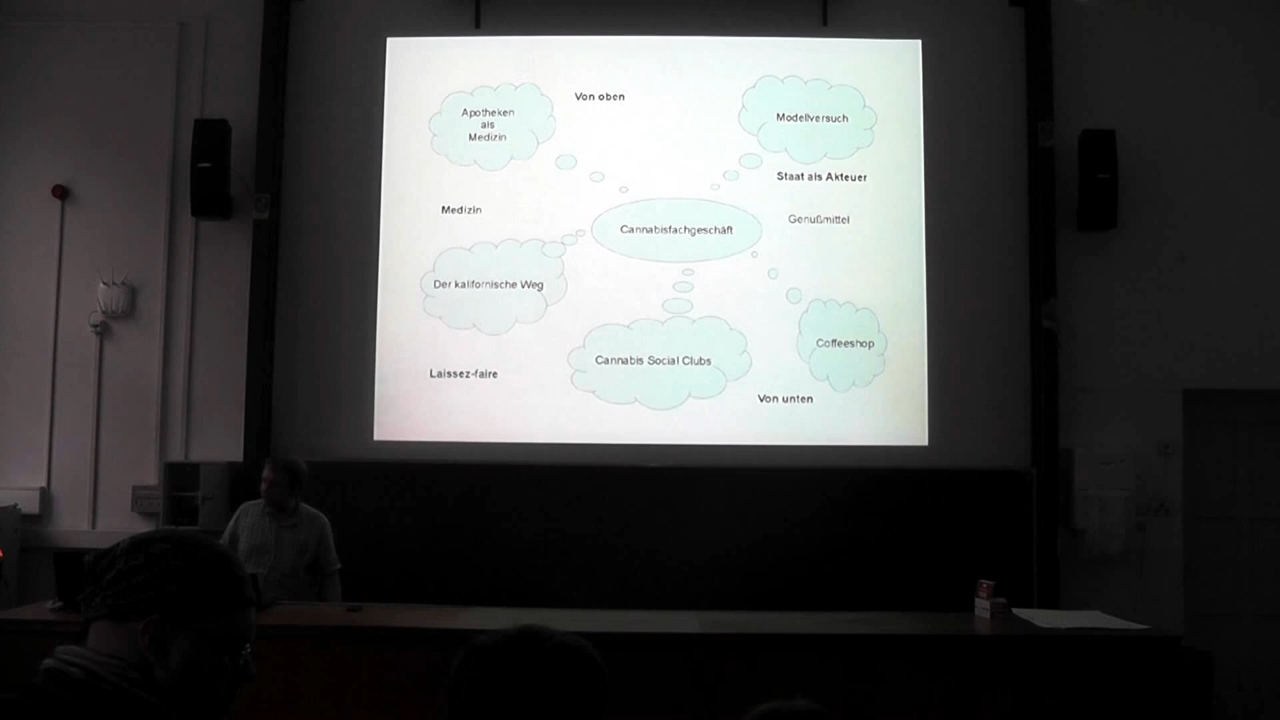 Von oben
Apotheken
als
Medizin
Modellversuch
Staat als Akteuer
Medizin
Genußmittel
Cannabisfachgeschäft
Der kalifornische Weg
Coffeeshop
Cannabis Social Clubs
Laissez-faire
Von unten